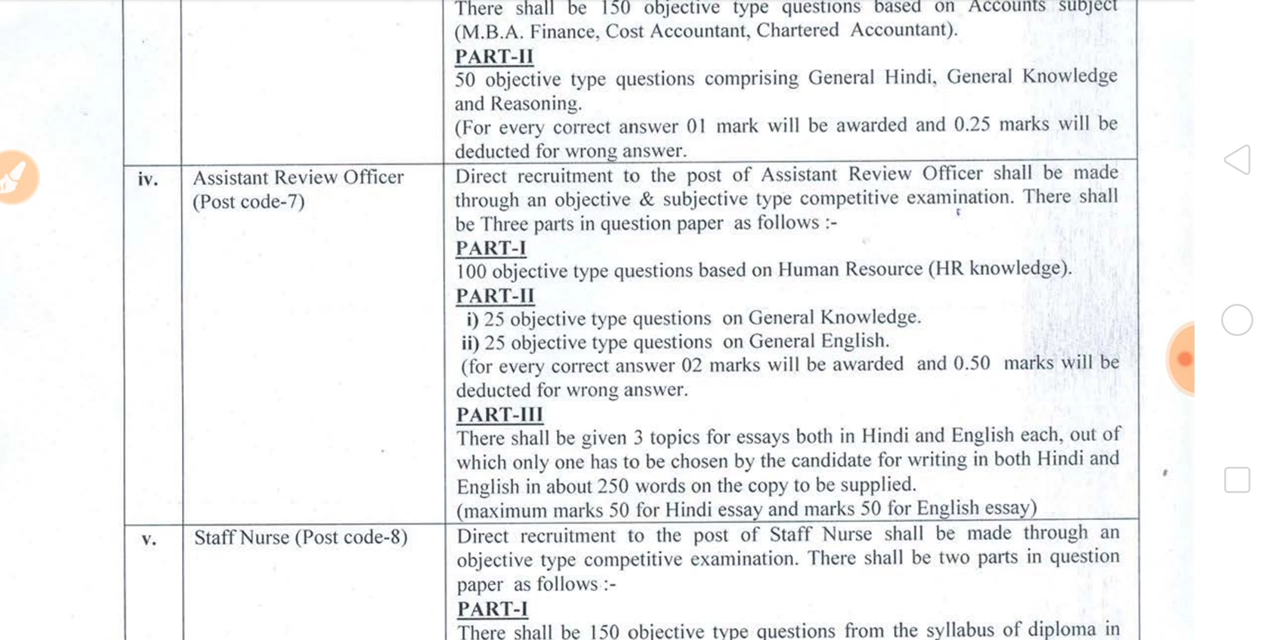 There shall be 150 objective type questions based on Accounts subject
(M.B.A. Finance, Cost Accountant, Chartered Accountant).
PART-II
50 objective type questions comprising General Hindi, General Knowledge
and Reasoning.
(For every correct answer 01 mark will be awarded and 0.25 marks will be
deducted for wrong answer.
iv.
Assistant Review Officer
(Post code-7)
Direct recruitment to the post of Assistant Review Officer shall be made
through an objective & subjective type competitive examination. There shall
be Three parts in question paper as follows :-
PART-I
100 objective type questions based on Human Resource (HR knowledge).
PART-II
i) 25 objective type questions on General Knowledge.
ii) 25 objective type questions on General English.
(for every correct answer 02 marks will be awarded and 0.50 marks will be
deducted for wrong answer.
PART-III
There shall be given 3 topics for essays both in Hindi and English each, out of
which only one has to be chosen by the candidate for writing in both Hindi and
English in about 250 words on the copy to be supplied.
(maximum marks 50 for Hindi essay and marks 50 for English essay)
v.
Staff Nurse (Post code-8)
Direct recruitment to the post of Staff Nurse shall be made through an
objective type competitive examination. There shall be two parts in question
paper as follows :-
PART-I
There shall be 150 objective type questions from the syllabus of diploma in